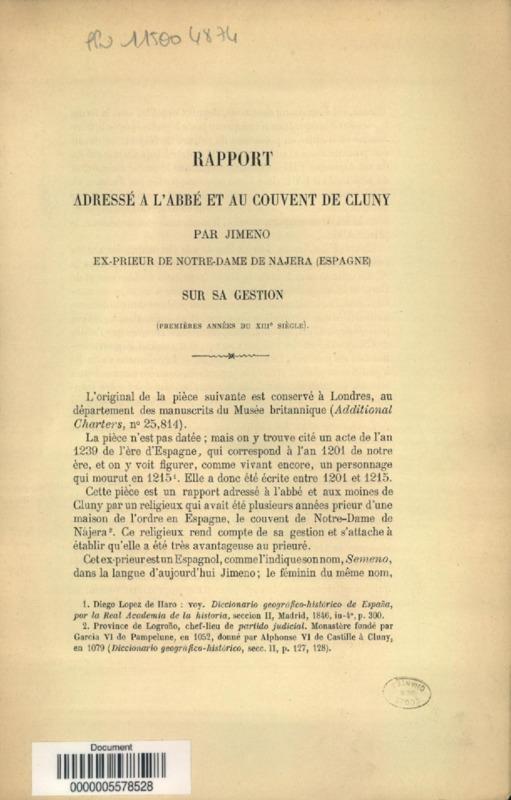 RAPPORT
ADRESSÉ A L'ABBÉ ET AU COUVENT DE CLUNY
PAR JIMENO
EX-PRIEUR DE NOTRE-DAME DE NAJERA (ESPAGNE)
SUR SA GESTION
(PREMIÈRES ANNÉES DU XIIIe SIÈCLE).
L'original de la pièce suivante est conservé à Londres, au
département des manuscrits du Musée britannique (Additional
Charters, nº 25,814).
La pièce n'est pas datée ; mais on y trouve cité un acte de l'an
1239 de l'ère d'Espagne, qui correspond à l'an 1201 de notre
ère, et on y voit figurer, comme vivant encore, un personnage
qui mourut en 1215¹. Elle a donc été écrite entre 1201 et 1215.
Cette pièce est un rapport adressé à l'abbé et aux moines de
Cluny par un religieux qui avait été plusieurs années prieur d'une
maison de l'ordre en Espagne, le couvent de Notre-Dame de
Nájera². Ce religieux rend compte de sa gestion et s'attache à
établir qu'elle a été très avantageuse au prieuré.
Cet ex-prieur est un Espagnol, comme l'indique son nom, Semeno,
dans la langue d'aujourd'hui Jimeno; le féminin du même nom,
1. Diego Lopez de Haro : voy. Diccionario geográfico-histórico de España,
por la Real Academia de la historia, seccion II, Madrid, 1846, in-4º, p. 300.
2. Province de Logroño, chef-lieu de partido judicial. Monastère fondé par
Garcia VI de Pampelune, en 1052, donné par Alphonse VI de Castille à Cluny,
en 1079 (Diccionario geográfico-histórico, secc. II, p. 127, 128).
Document
0000005578528